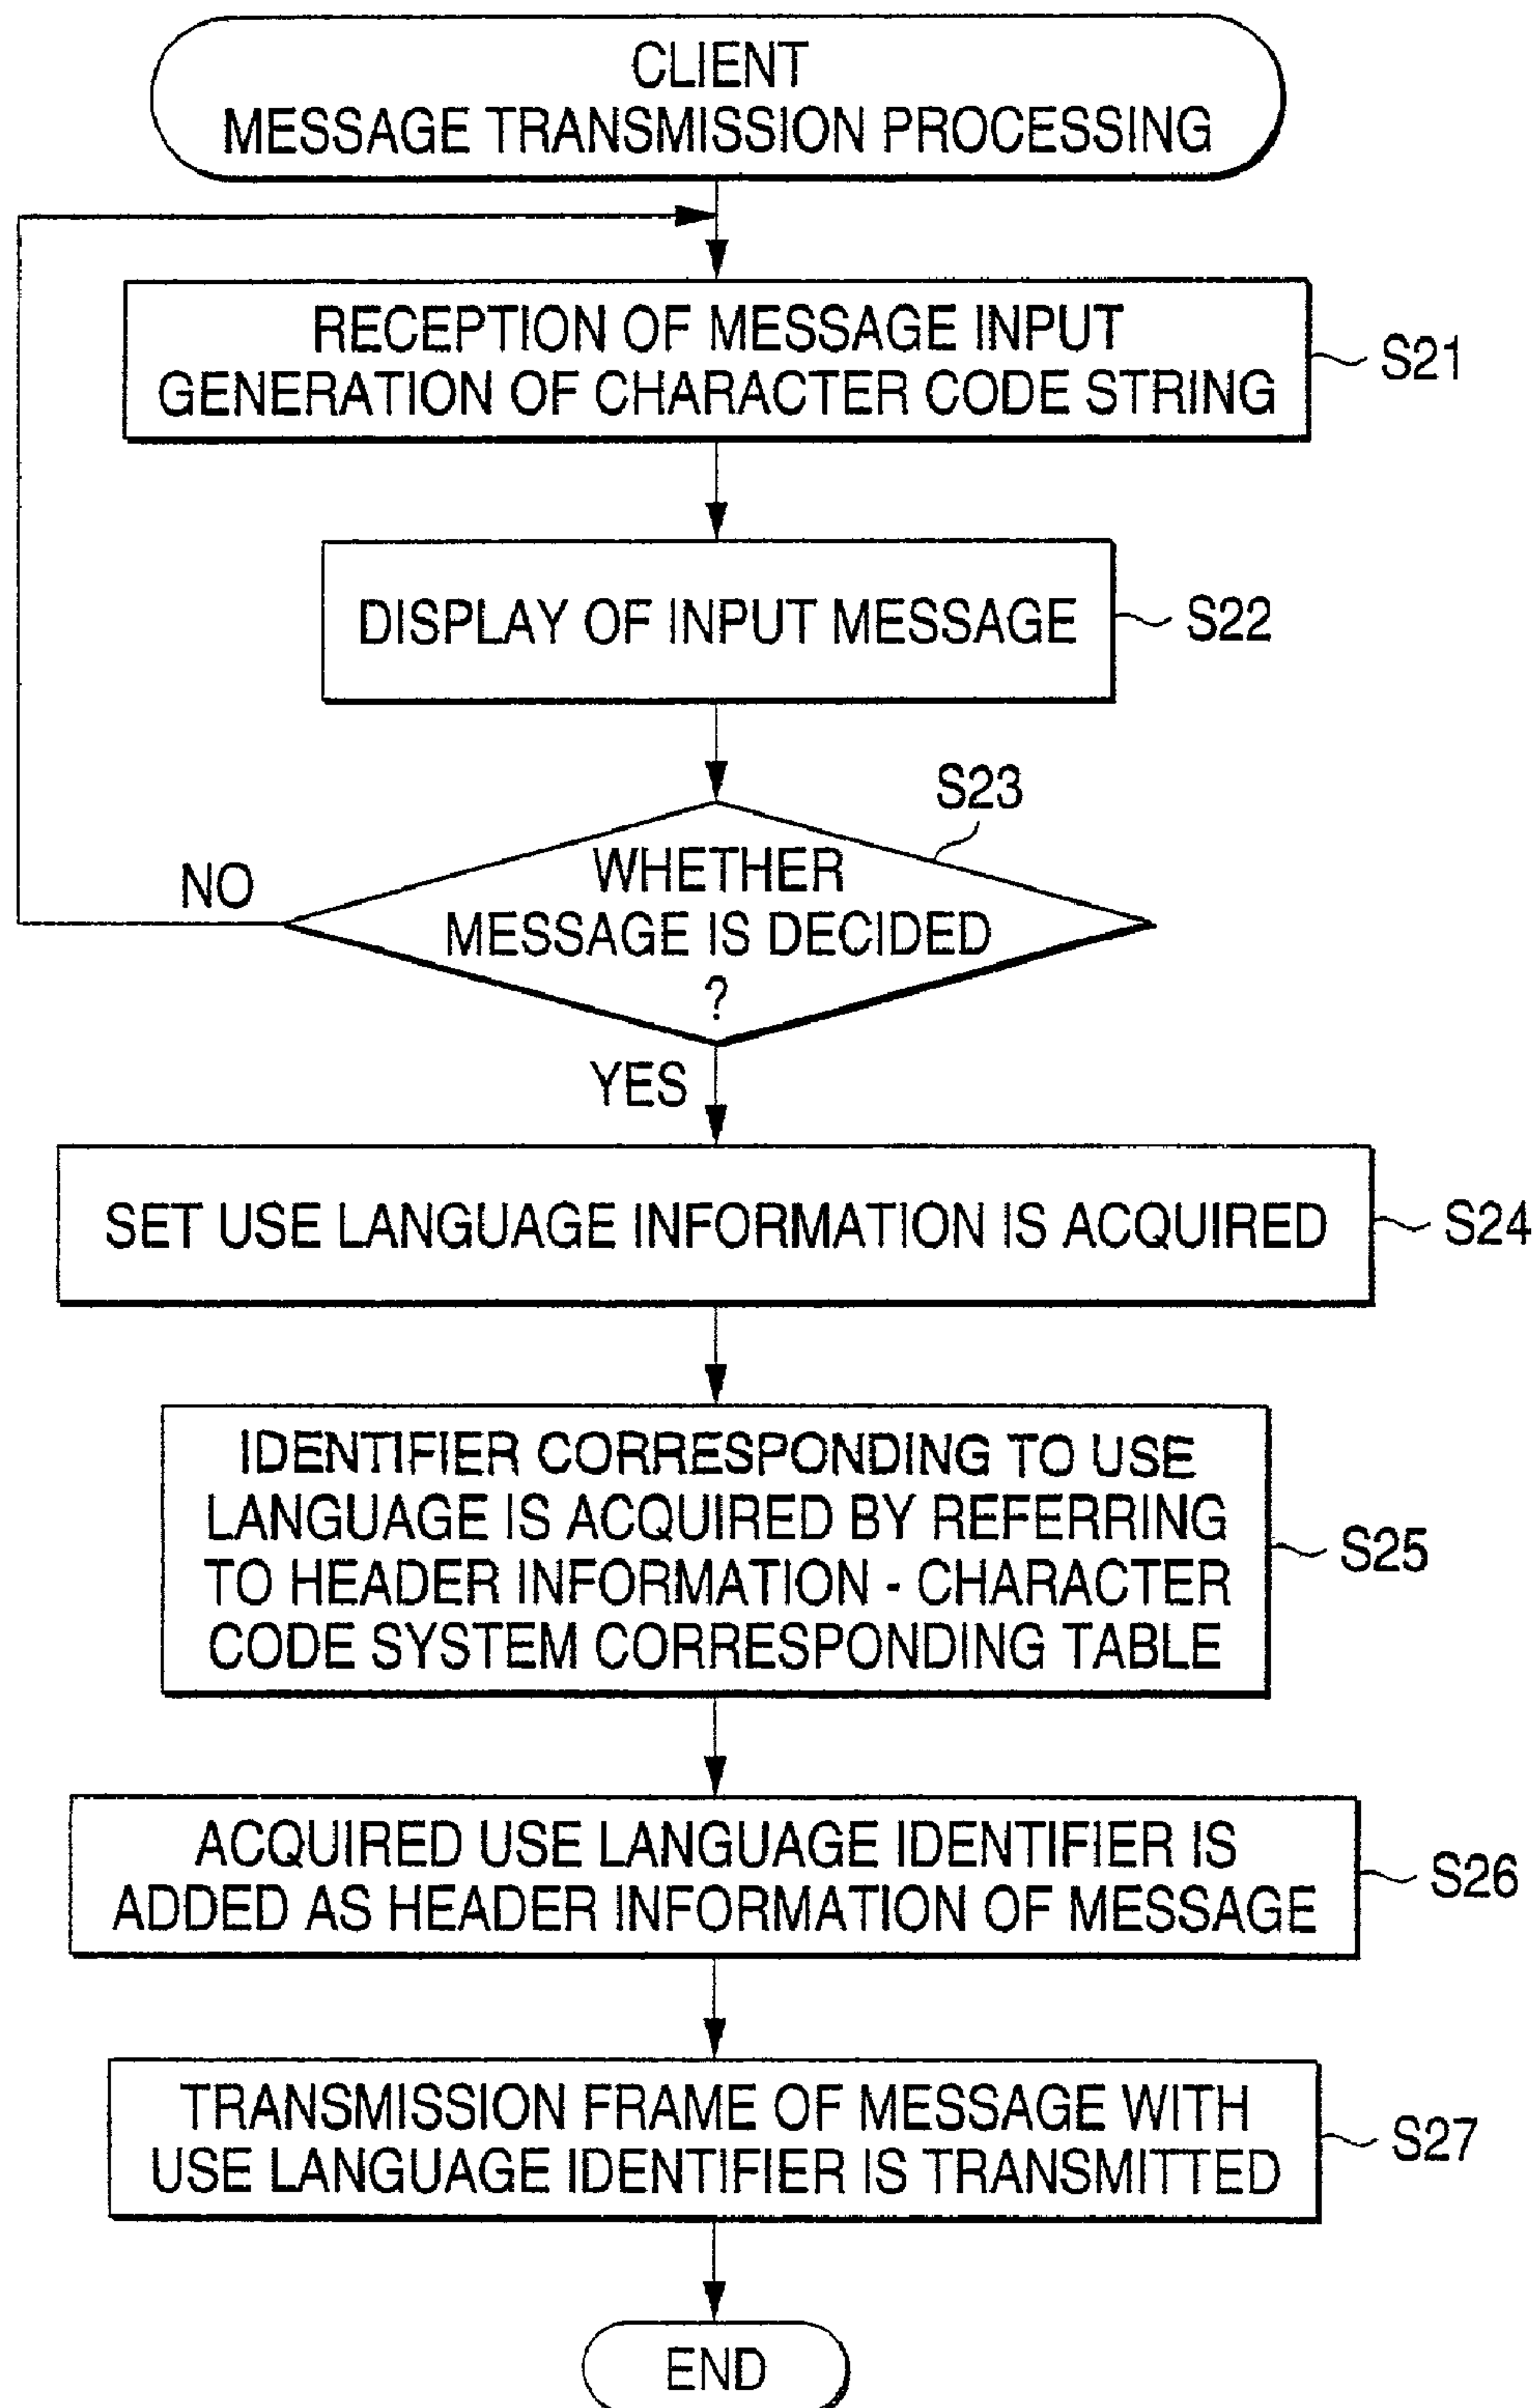 CLIENT
MESSAGE TRANSMISSION PROCESSING
RECEPTION OF MESSAGE INPUT
GENERATION OF CHARACTER CODE STRING
S21
DISPLAY OF INPUT MESSAGE
S22
S23
WHETHER
MESSAGE IS DECIDED
?
NO
YES
SET USE LANGUAGE INFORMATION IS ACQUIRED
S24
IDENTIFIER CORRESPONDING TO USE
LANGUAGE IS ACQUIRED BY REFERRING
TO HEADER INFORMATION - CHARACTER
CODE SYSTEM CORRESPONDING TABLE
S25
ACQUIRED USE LANGUAGE IDENTIFIER IS
ADDED AS HEADER INFORMATION OF MESSAGE
S26
TRANSMISSION FRAME OF MESSAGE WITH
USE LANGUAGE IDENTIFIER IS TRANSMITTED
S27
END